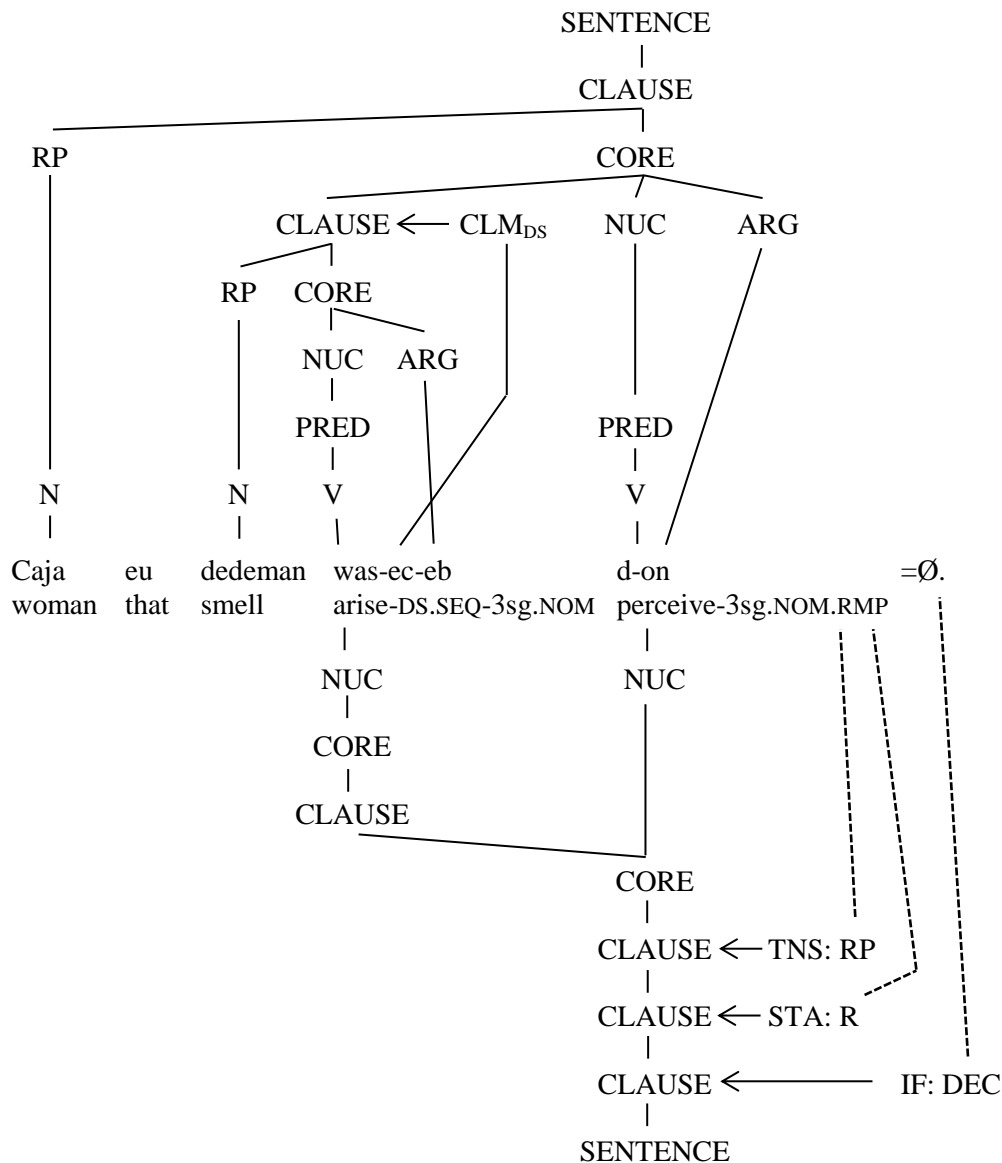 SENTENCE
CLAUSE
RP CORE
CLAUSE CLM_DS NUC ARG
RP CORE
NUC ARG
PRED PRED
N N V V
Caja eu dedeman was-ec-eb d-on =Ø.
woman that smell arise-DS.SEQ-3sg.NOM perceive-3sg.NOM.RMP
NUC NUC
CORE
CLAUSE
CORE
CLAUSE TNS: RP
CLAUSE STA: R
CLAUSE IF: DEC
SENTENCE